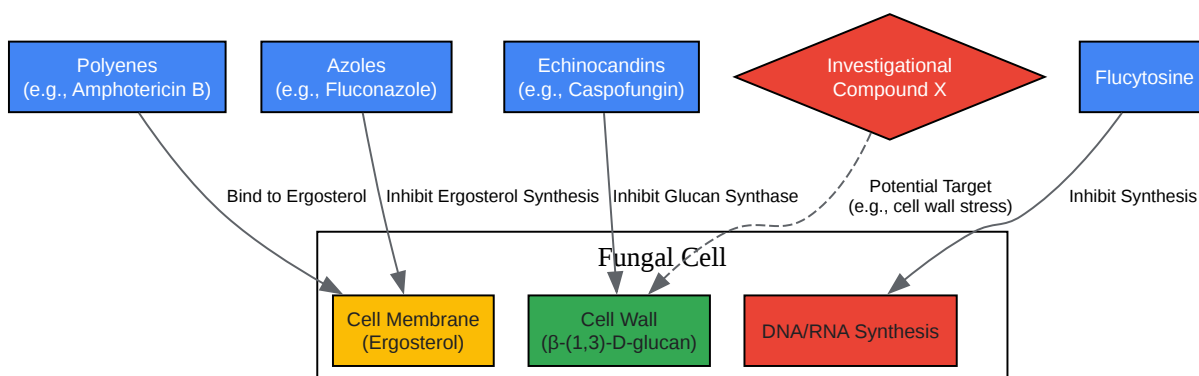 Polyenes
(e.g., Amphotericin B)
Azoles
(e.g., Fluconazole)
Echinocandins
(e.g., Caspofungin)
Investigational
Compound X
Flucytosine
Bind to Ergosterol
Inhibit Ergosterol Synthesis
Inhibit Glucan Synthase
Potential Target
(e.g., cell wall stress)
Inhibit Synthesis
Fungal Cell
Cell Membrane
(Ergosterol)
Cell Wall
(β-(1,3)-D-glucan)
DNA/RNA Synthesis